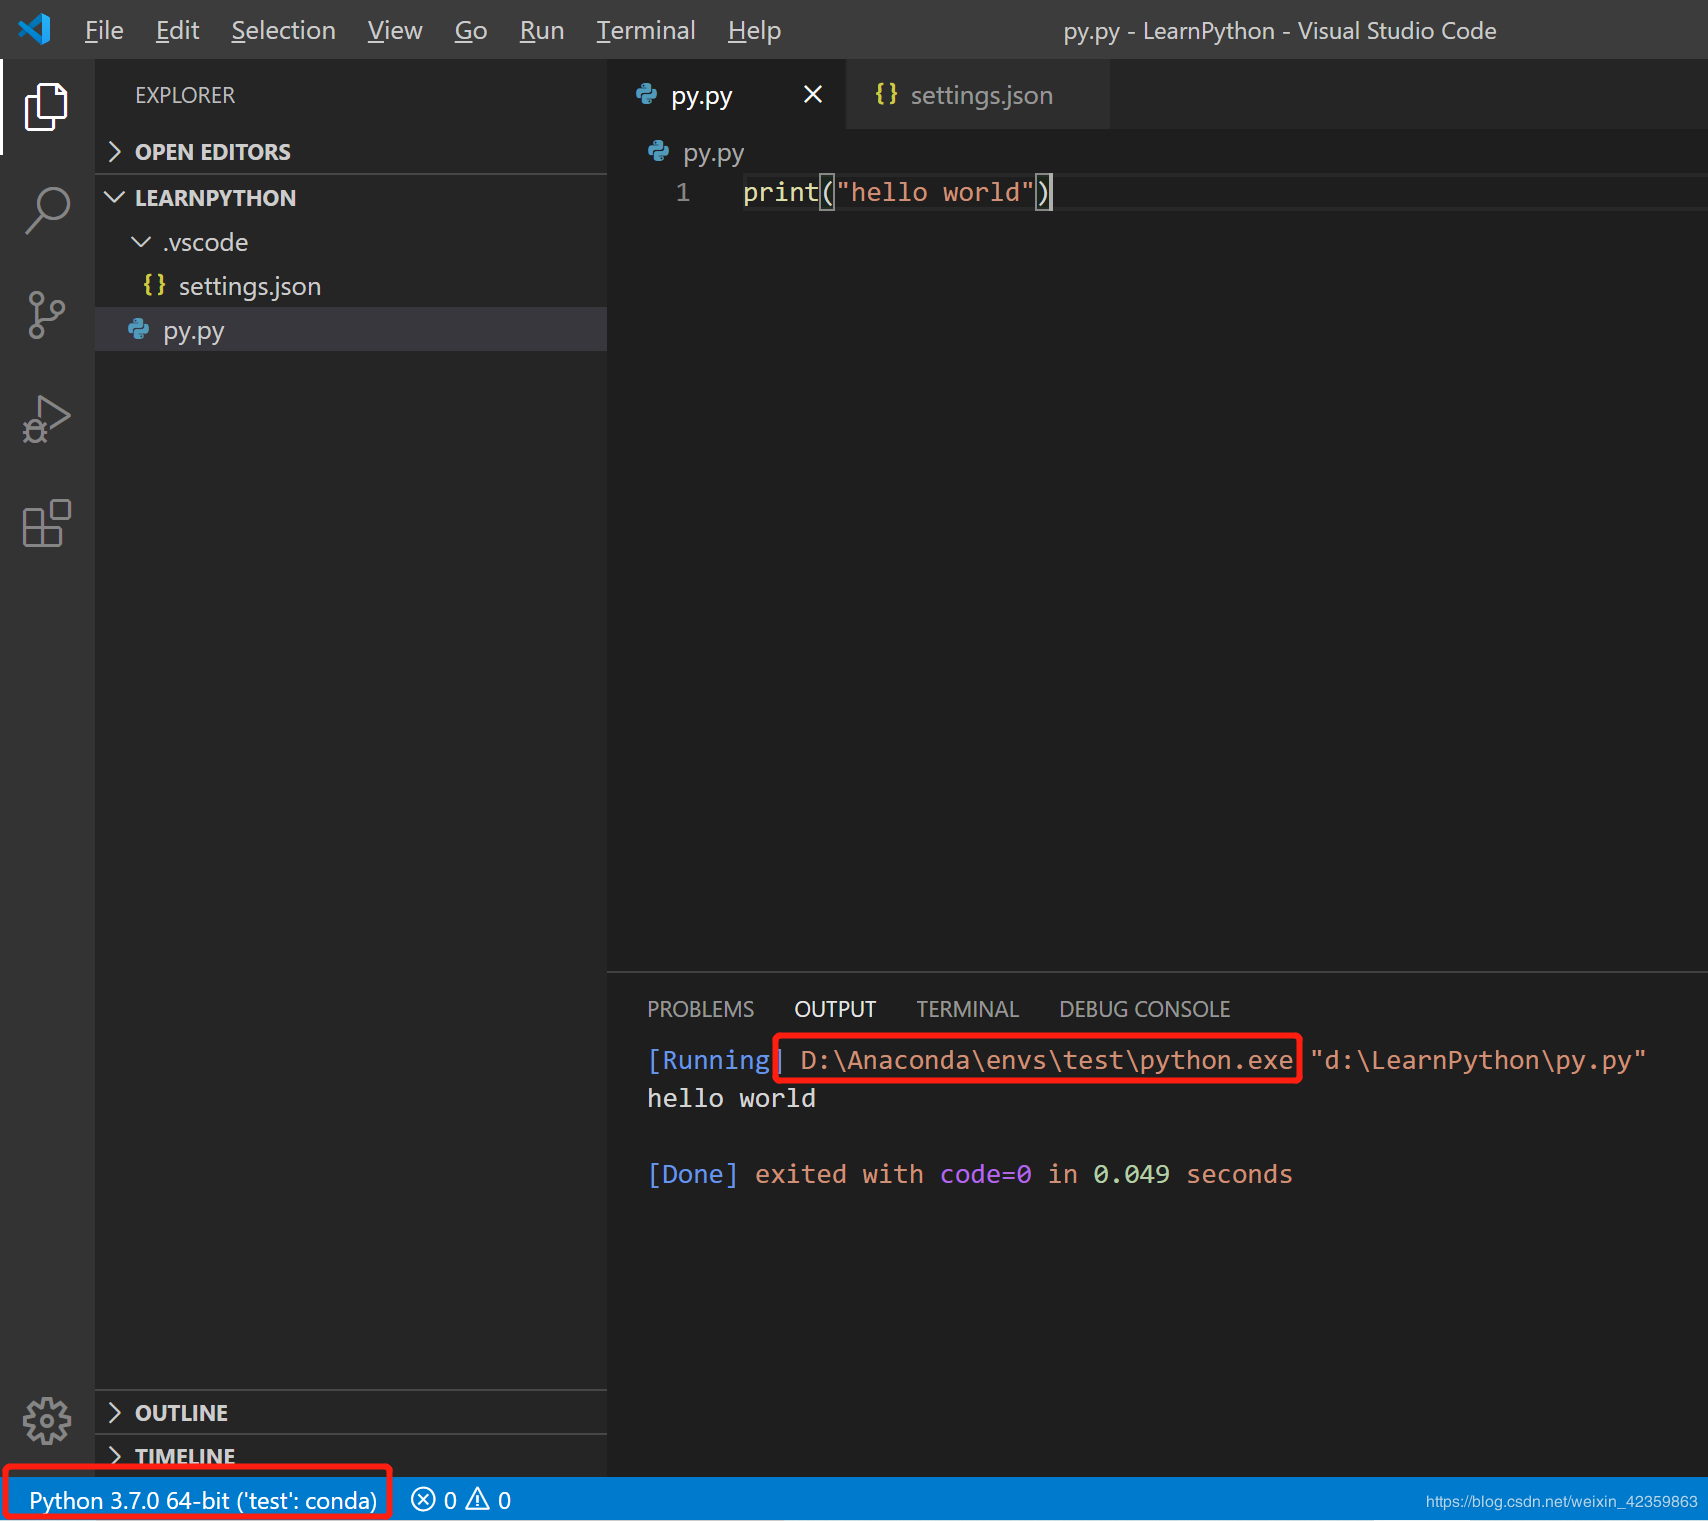 File Edit Selection View Go Run Terminal Help py.py - LearnPython - Visual Studio Code
EXPLORER
OPEN EDITORS
LEARNPYTHON
.vscode
{} settings.json
py.py
py.py × {} settings.json
py.py
1 print("hello world")
PROBLEMS OUTPUT TERMINAL DEBUG CONSOLE
[Running] D:\Anaconda\envs\test\python.exe "d:\LearnPython\py.py"
hello world
[Done] exited with code=0 in 0.049 seconds
OUTLINE
TIMELINE
Python 3.7.0 64-bit ('test': conda) 0 0
https://blog.csdn.net/weixin_42359863